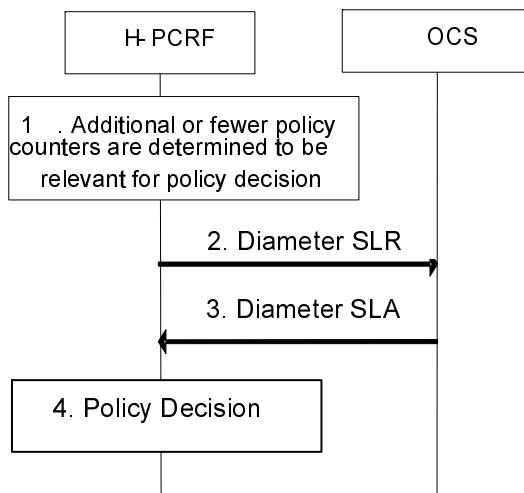 H-PCRF
OCS
1 . Additional or fewer policy
counters are determined to be
relevant for policy decision
2. Diameter SLR
3. Diameter SLA
4. Policy Decision